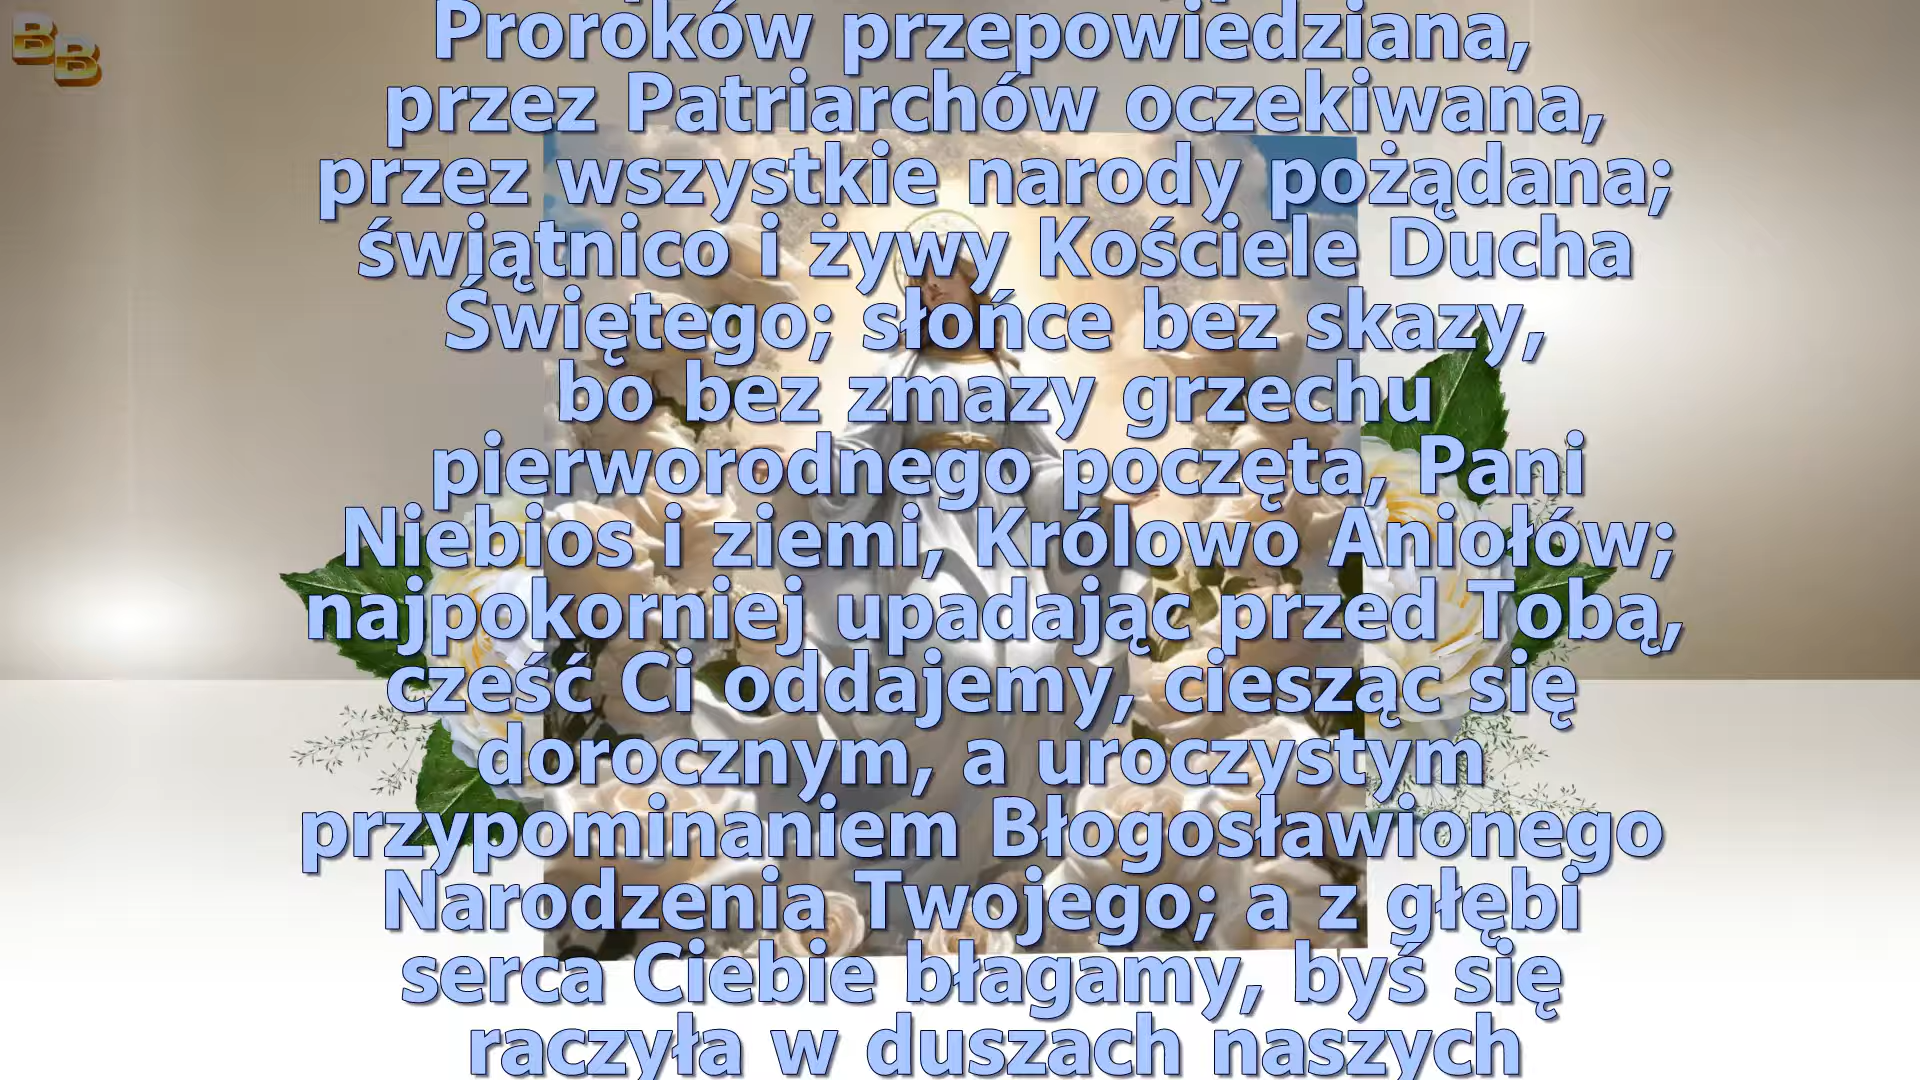 BB
Proroków przepowiedziana,
przez Patriarchów oczekiwana,
przez wszystkie narody pożądana;
świątnico i żywy Kościele Ducha
Świętego; słońce bez skazy,
bo bez zmazy grzechu
pierworodnego poczęta, Pani
Niebios i ziemi, Królowo Aniołów;
najpokorniej upadając przed Tobą,
cześć Ci oddajemy, ciesząc się
dorocznym, a uroczystym
przypominaniem Błogosławionego
Narodzenia Twojego; a z głębi
serca Ciebie błagamy, byś się
raczyła w duszach naszych